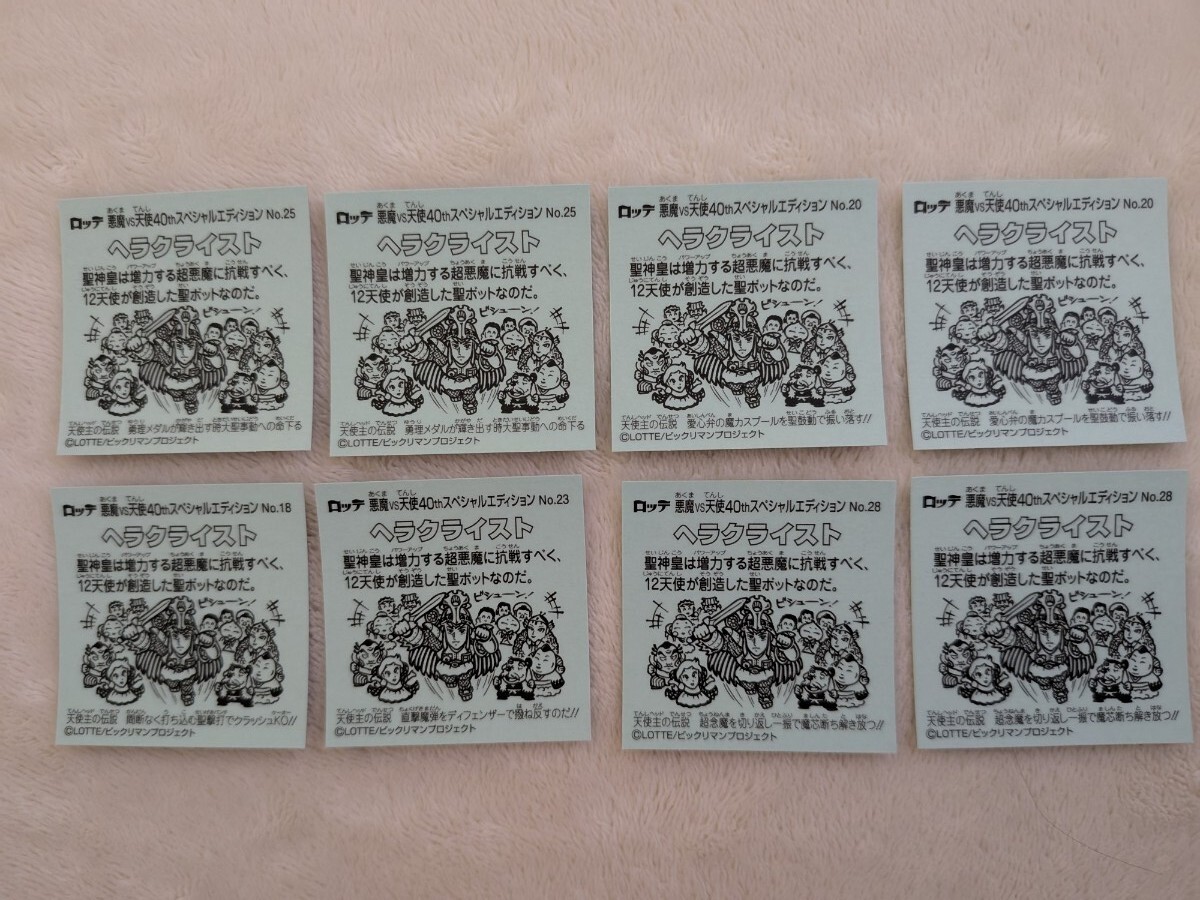 ロッテ 悪魔VS天使40thスペシャルエディション No.25
ヘラクライスト
聖神皇は増力する超悪魔に抗戦すべく、
12天使が創造した聖ボットなのだ。
ピシューン!
天使主の伝説 勇理メダルが輝き出す時大聖事動への命下る
©LOTTE/ビックリマンプロジェクト
ロッテ 悪魔VS天使40thスペシャルエディション No.25
ヘラクライスト
聖神皇は増力する超悪魔に抗戦すべく、
12天使が創造した聖ボットなのだ。
ピシューン!
天使主の伝説 勇理メダルが輝き出す時大聖事動への命下る
©LOTTE/ビックリマンプロジェクト
ロッテ 悪魔VS天使40thスペシャルエディション No.20
ヘラクライスト
聖神皇は増力する超悪魔に抗戦すべく、
12天使が創造した聖ボットなのだ。
ピシューン!
天使主の伝説 愛心弁の魔力スプールを聖鼓動で振い落す!!
©LOTTE/ビックリマンプロジェクト
ロッテ 悪魔VS天使40thスペシャルエディション No.20
ヘラクライスト
聖神皇は増力する超悪魔に抗戦すべく、
12天使が創造した聖ボットなのだ。
ピシューン!
天使主の伝説 愛心弁の魔力スプールを聖鼓動で振い落す!!
©LOTTE/ビックリマンプロジェクト
ロッテ 悪魔VS天使40thスペシャルエディション No.18
ヘラクライスト
聖神皇は増力する超悪魔に抗戦すべく、
12天使が創造した聖ボットなのだ。
ピシューン!
天使主の伝説 間断なく打ち込む聖撃打でクラッシュKO!!
©LOTTE/ビックリマンプロジェクト
ロッテ 悪魔VS天使40thスペシャルエディション No.23
ヘラクライスト
聖神皇は増力する超悪魔に抗戦すべく、
12天使が創造した聖ボットなのだ。
ピシューン!
天使主の伝説 直撃魔弾をディフェンザーで撥ね反すのだ!!
©LOTTE/ビックリマンプロジェクト
ロッテ 悪魔VS天使40thスペシャルエディション No.28
ヘラクライスト
聖神皇は増力する超悪魔に抗戦すべく、
12天使が創造した聖ボットなのだ。
ピシューン!
天使主の伝説 超念魔を切り返し一握で魔芯断ち解き放つ!!
©LOTTE/ビックリマンプロジェクト
ロッテ 悪魔VS天使40thスペシャルエディション No.28
ヘラクライスト
聖神皇は増力する超悪魔に抗戦すべく、
12天使が創造した聖ボットなのだ。
ピシューン!
天使主の伝説 超念魔を切り返し一握で魔芯断ち解き放つ!!
©LOTTE/ビックリマンプロジェクト